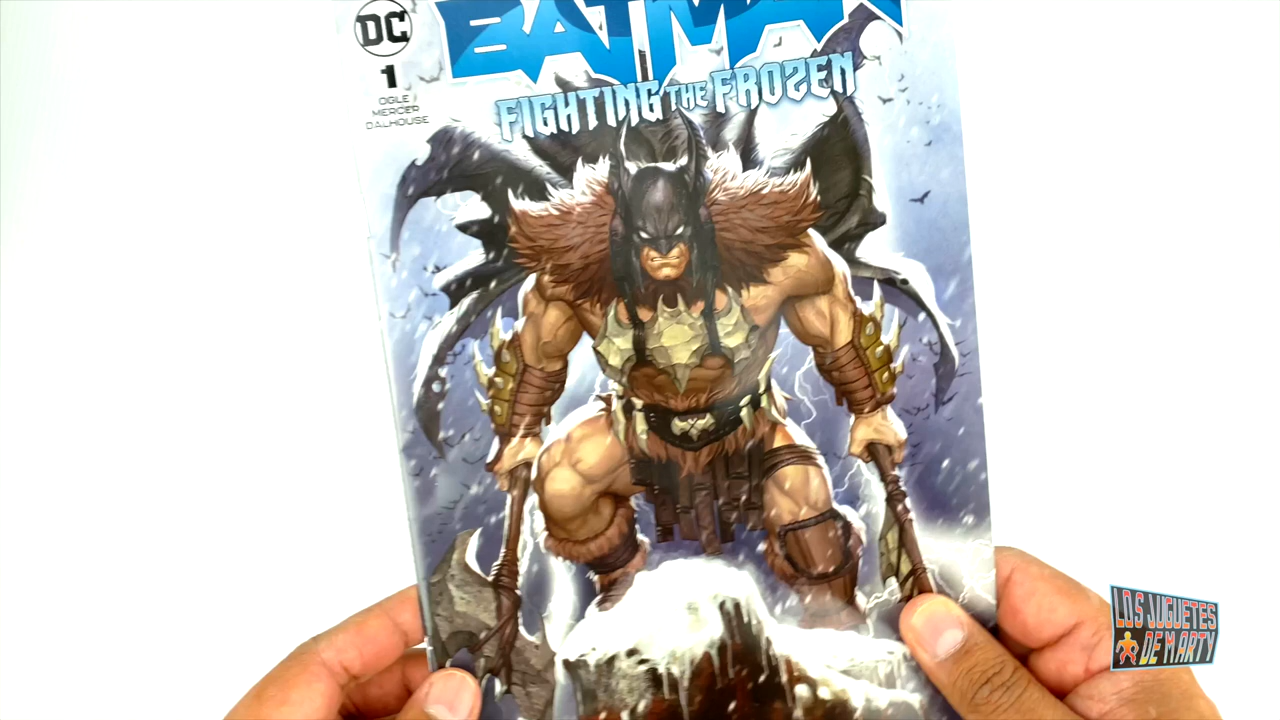 DC
BATMAN
FIGHTING THE FROZEN
1
OGLE
MERCER
DALHOUSE
LOS JUGUETES
DE MARTY